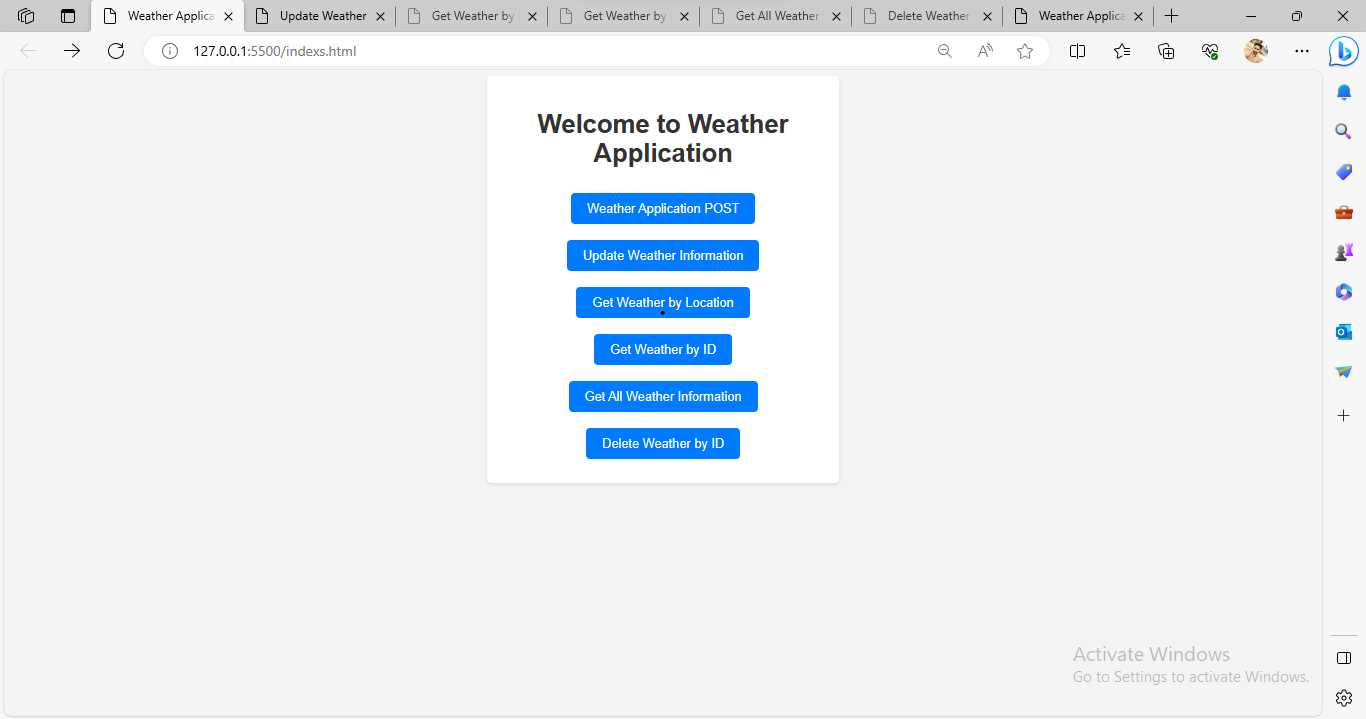 Weather Applica
Update Weather
Get Weather by
Get Weather by
Get All Weather
Delete Weather
Weather Applica
127.0.0.1:5500/indexs.html
Welcome to Weather
Application
Weather Application POST
Update Weather Information
Get Weather by Location
Get Weather by ID
Get All Weather Information
Delete Weather by ID
Activate Windows
Go to Settings to activate Windows.